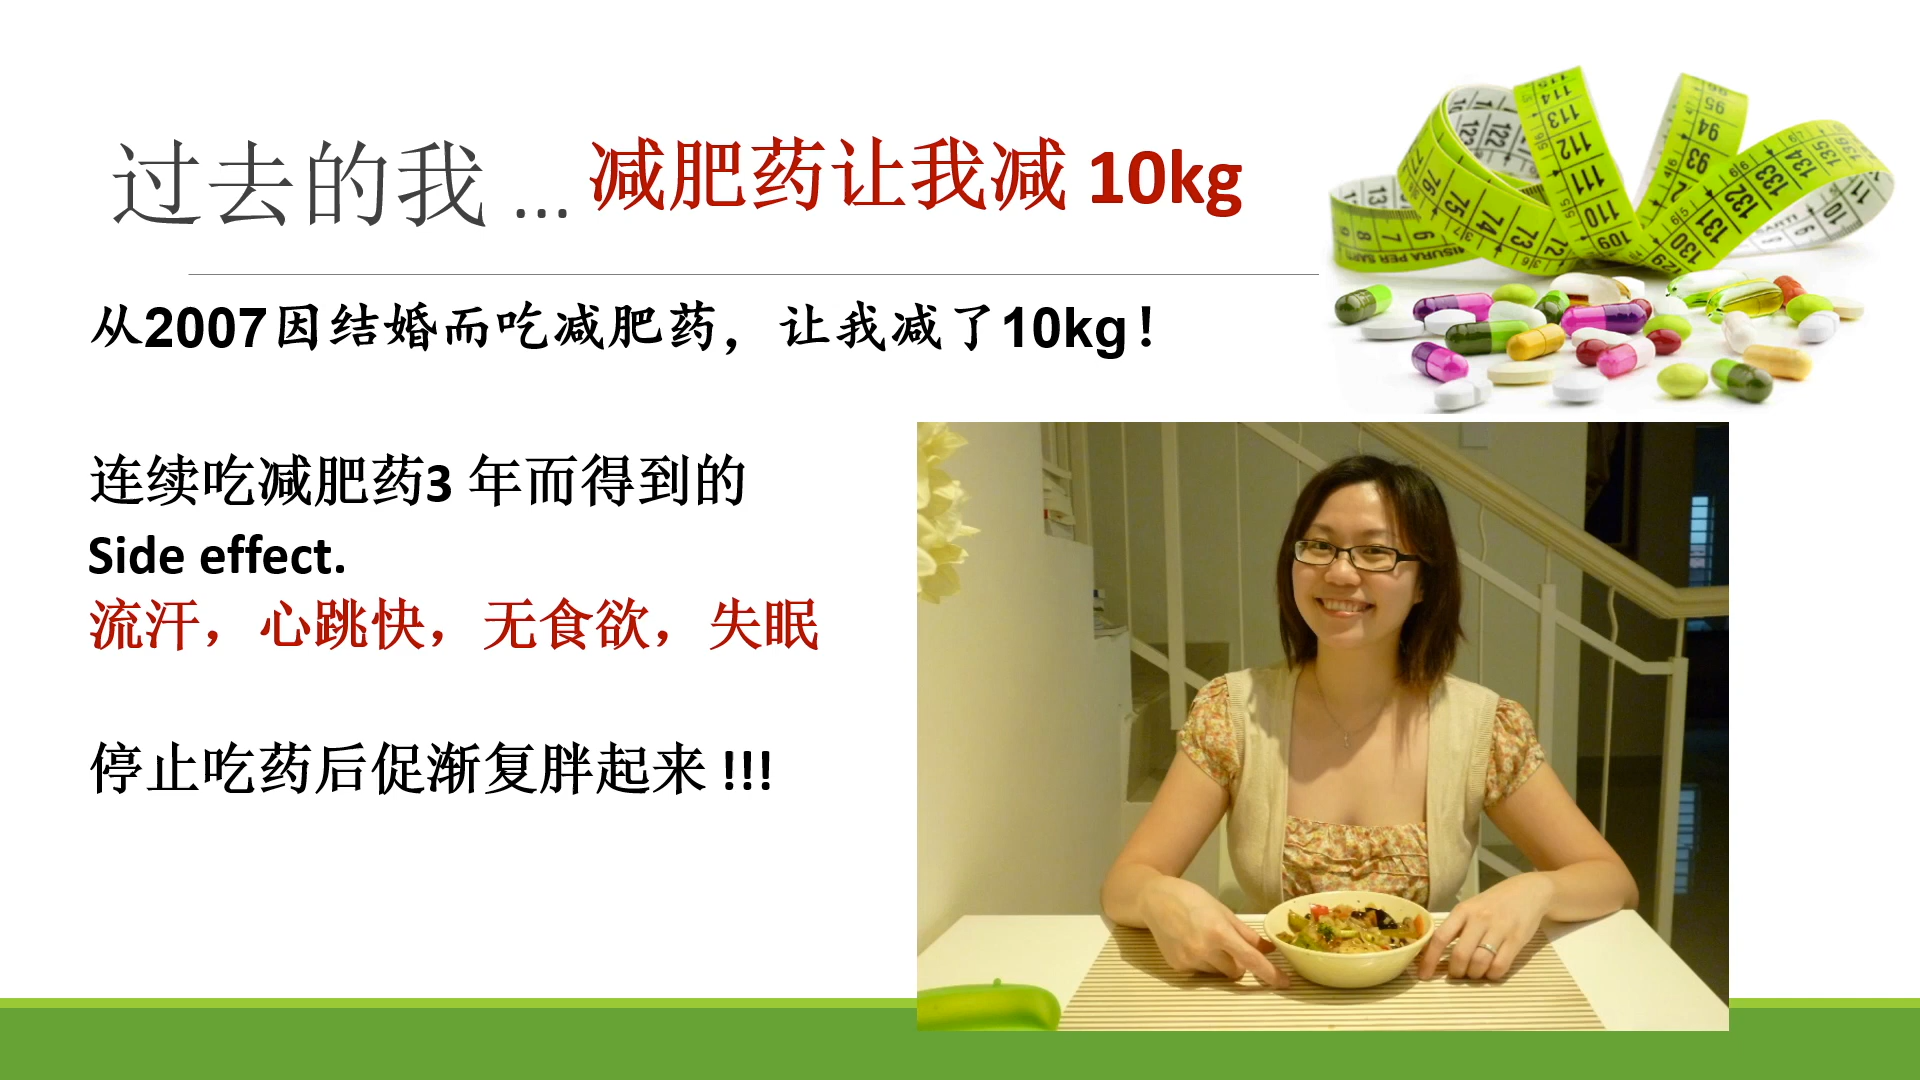 过去的我 ... 减肥药让我减 10kg
从2007因结婚而吃减肥药，让我减了10kg！
连续吃减肥药3 年而得到的
Side effect.
流汗，心跳快，无食欲，失眠
停止吃药后促渐复胖起来 !!!